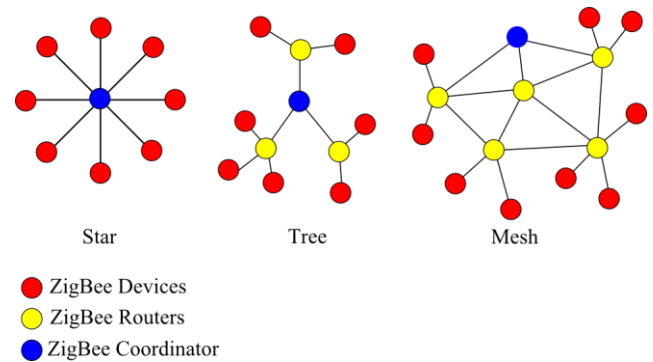 Star
Tree
Mesh
ZigBee Devices
ZigBee Routers
ZigBee Coordinator